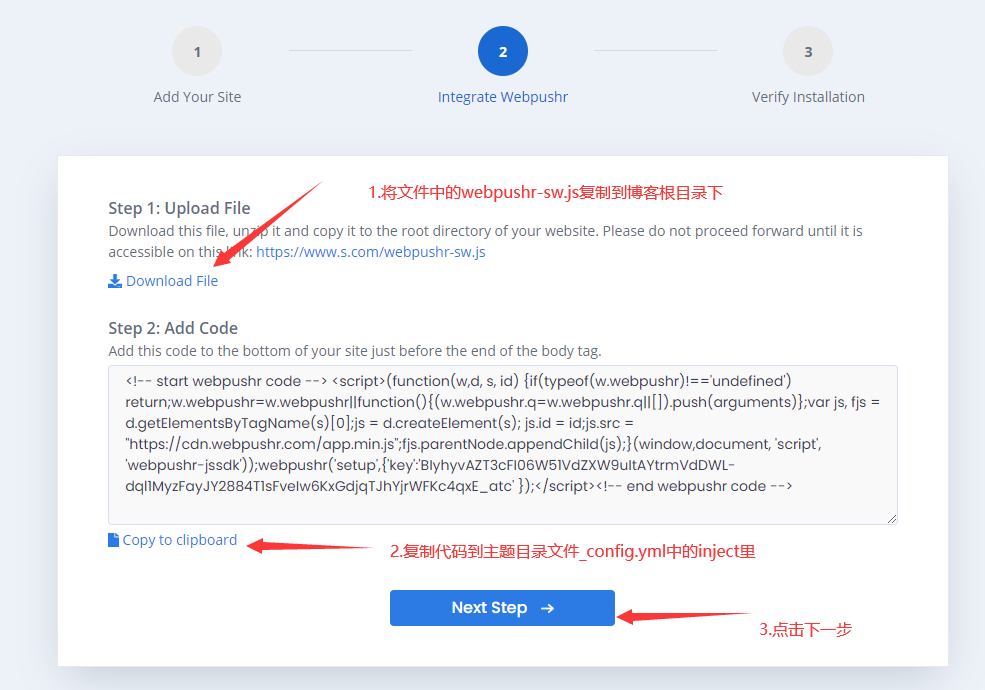 1
2
3
Add Your Site
Integrate Webpushr
Verify Installation
1.将文件中的webpushr-sw.js复制到博客根目录下
Step 1: Upload File
Download this file, unzip it and copy it to the root directory of your website. Please do not proceed forward until it is
accessible on this link: https://www.s.com/webpushr-sw.js
Download File
Step 2: Add Code
Add this code to the bottom of your site just before the end of the body tag.
<!-- start webpushr code --> <script>(function(w,d, s, id) {if(typeof(w.webpushr)!=='undefined')
return;w.webpushr=w.webpushr||function(){(w.webpushr.q=w.webpushr.q||[]).push(arguments)};var js, fjs =
d.getElementsByTagName(s)[0];js = d.createElement(s); js.id = id;js.src =
"https://cdn.webpushr.com/app.min.js";fjs.parentNode.appendChild(js);}(window,document, 'script',
'webpushr-jssdk'));webpushr('setup',{'key':'BIyhyvAZT3cFI06W51VdZXW9uItAYtrmVdDWL-
dqI1MyzFayJY2884T1sFveIw6KxGdjqTJhYjrWFKc4qxE_atc' });</script><!-- end webpushr code -->
Copy to clipboard
2.复制代码到主题目录文件_config.yml中的inject里
Next Step →
3.点击下一步